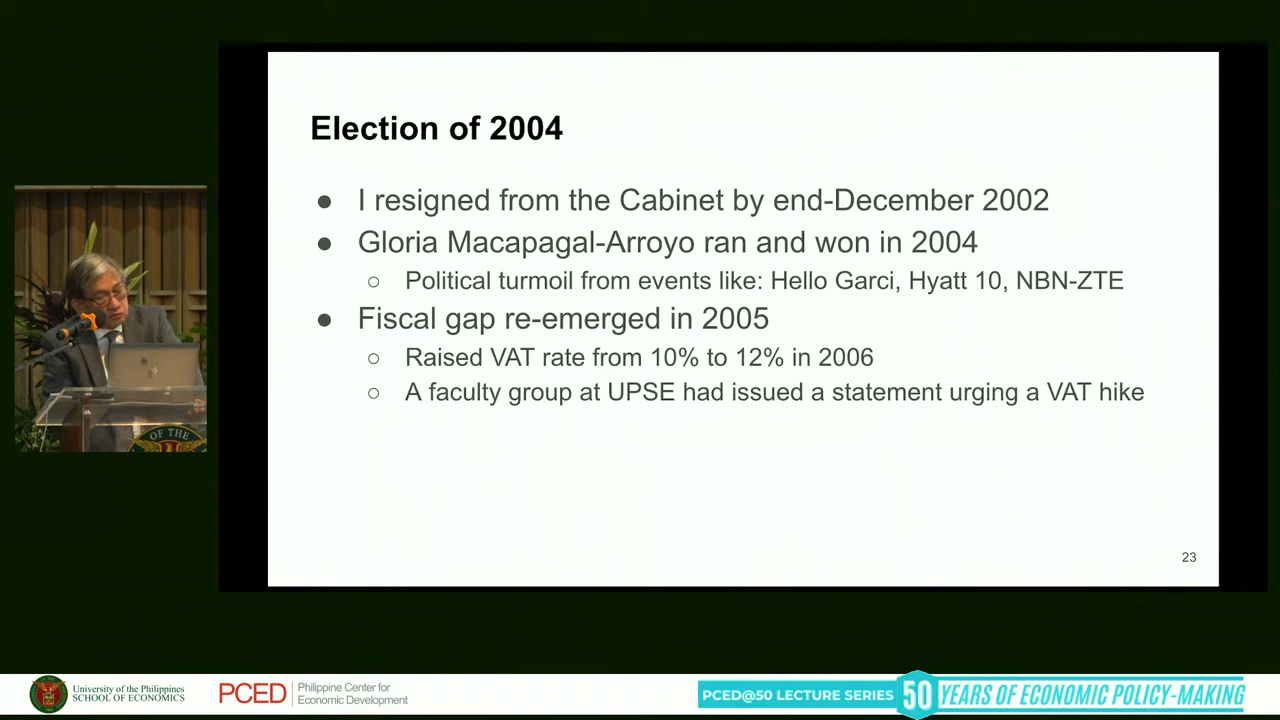 Election of 2004
● I resigned from the Cabinet by end-December 2002
● Gloria Macapagal-Arroyo ran and won in 2004
○ Political turmoil from events like: Hello Garci, Hyatt 10, NBN-ZTE
● Fiscal gap re-emerged in 2005
○ Raised VAT rate from 10% to 12% in 2006
○ A faculty group at UPSE had issued a statement urging a VAT hike
23
OF THE
University of the Philippines
SCHOOL OF ECONOMICS
PCED
Philippine Center for
Economic Development
PCED@50 LECTURE SERIES
50 YEARS OF ECONOMIC POLICY-MAKING